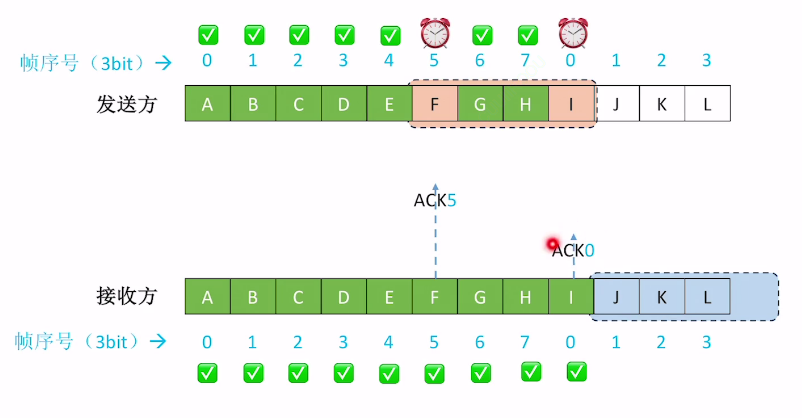 帧序号（3bit）→ 0 1 2 3 4 5 6 7 0 1 2 3
发送方 A B C D E F G H I J K L
ACK5
ACK0
接收方 A B C D E F G H I J K L
帧序号（3bit）→ 0 1 2 3 4 5 6 7 0 1 2 3